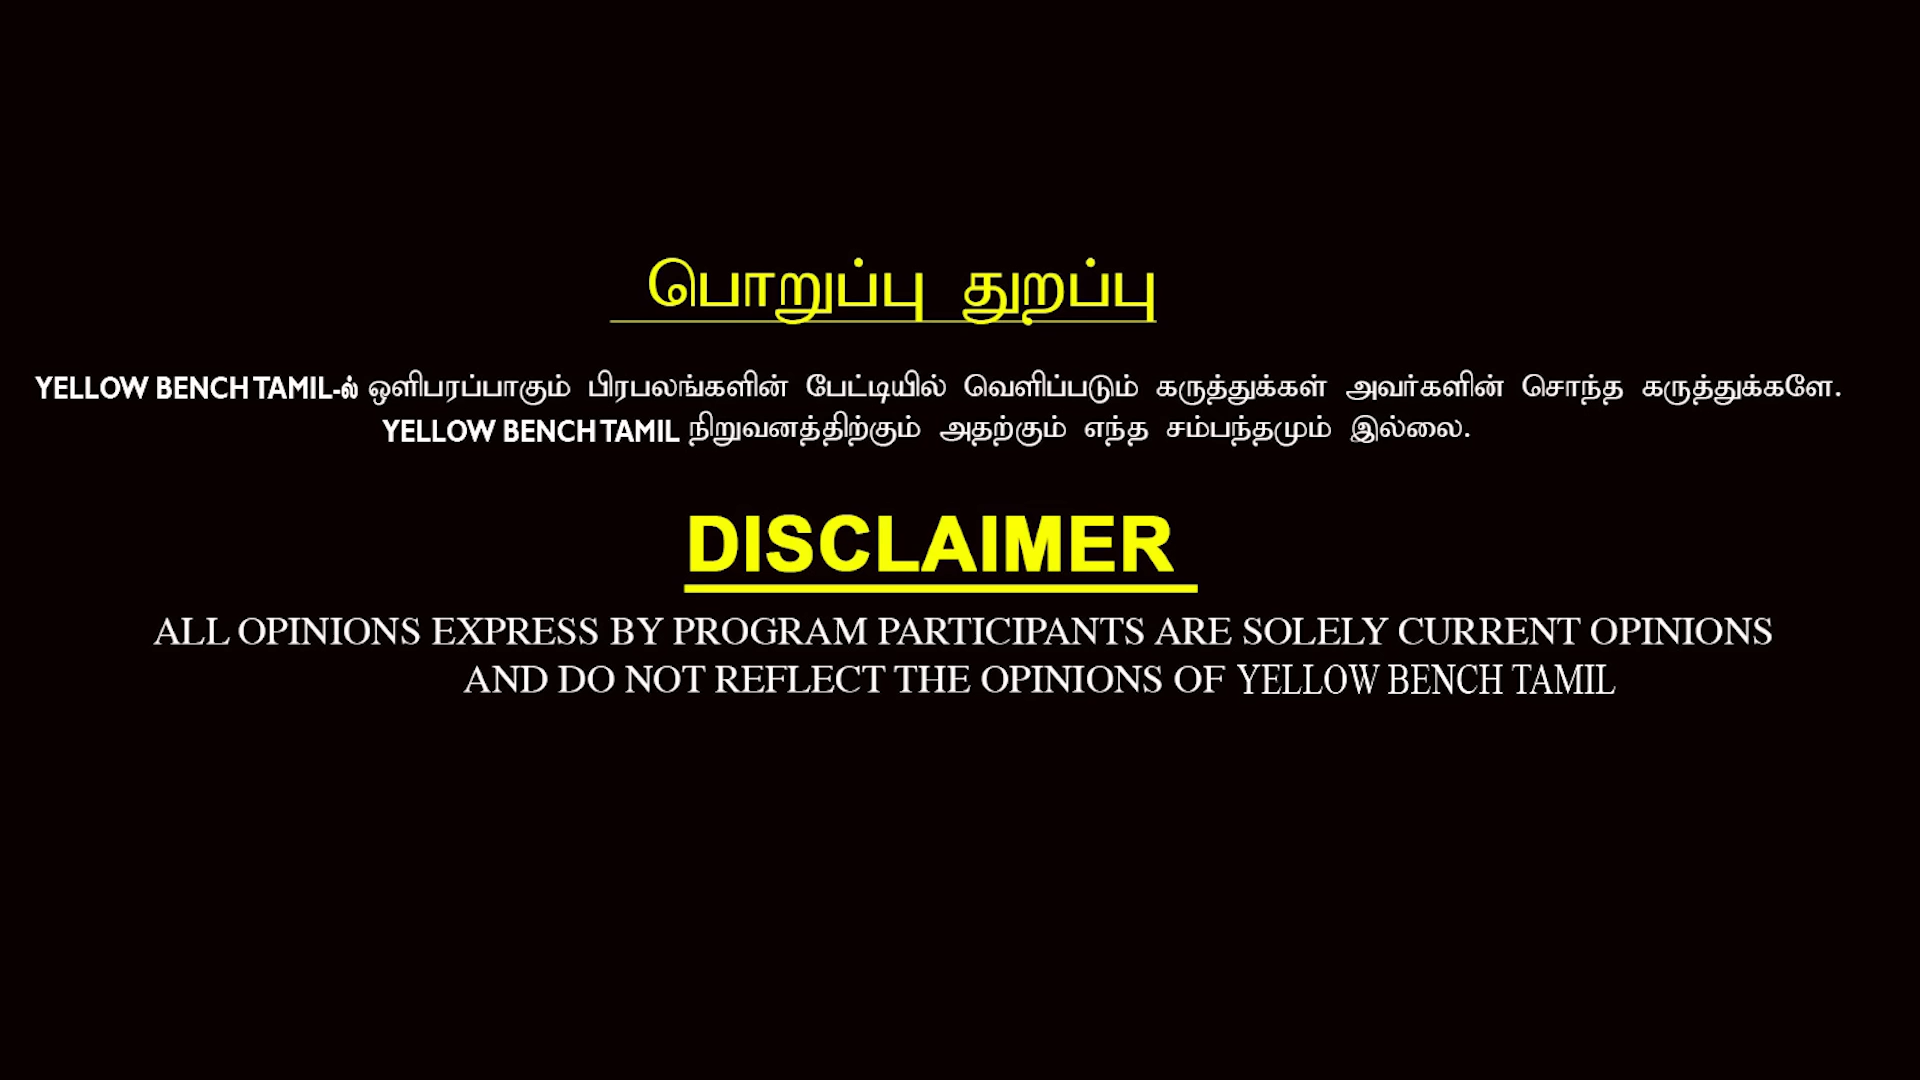 பொறுப்பு துறப்பு
YELLOW BENCH TAMIL-ல் ஒளிபரப்பாகும் பிரபலங்களின் பேட்டியில் வெளிப்படும் கருத்துக்கள் அவர்களின் சொந்த கருத்துக்களே.
YELLOW BENCH TAMIL நிறுவனத்திற்கும் அதற்கும் எந்த சம்பந்தமும் இல்லை.
DISCLAIMER
ALL OPINIONS EXPRESS BY PROGRAM PARTICIPANTS ARE SOLELY CURRENT OPINIONS
AND DO NOT REFLECT THE OPINIONS OF YELLOW BENCH TAMIL